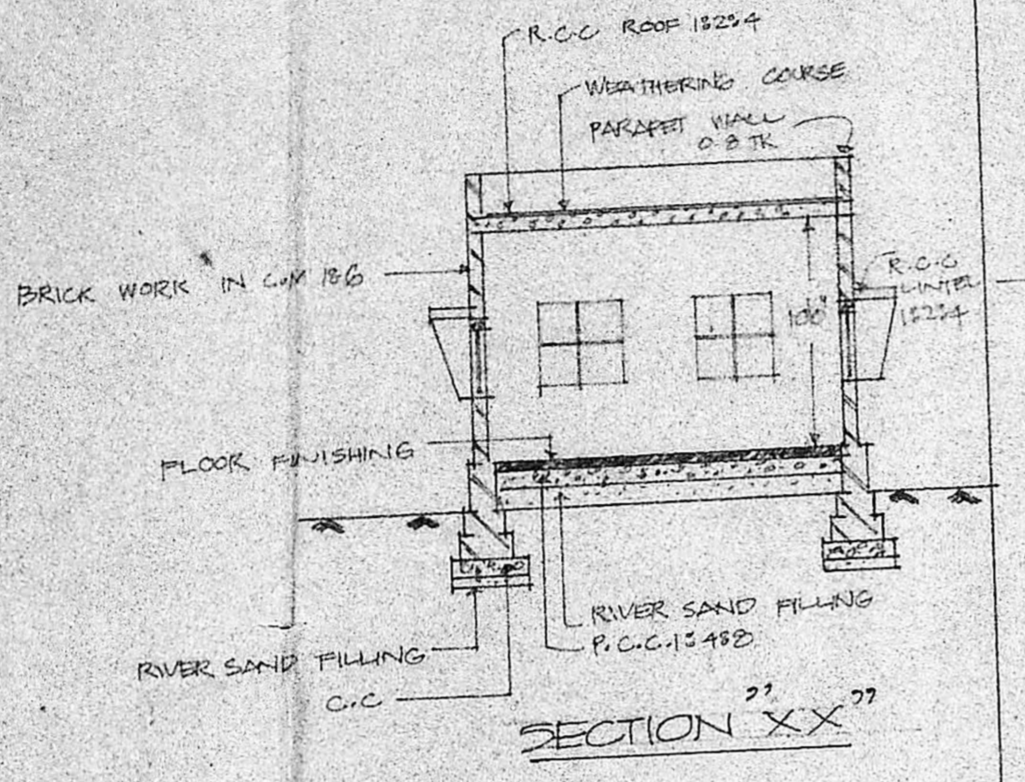 R.C.C ROOF 1:2:4
WEATHERING COURSE
PARAPET WALL
0.8 TK
BRICK WORK IN C.M 1:6
R.C.C
LINTEL
1:2:4
10'0"
FLOOR FINISHING
RIVER SAND FILLING
P.C.C. 1:4:8
RIVER SAND FILLING
C.C
SECTION "XX"